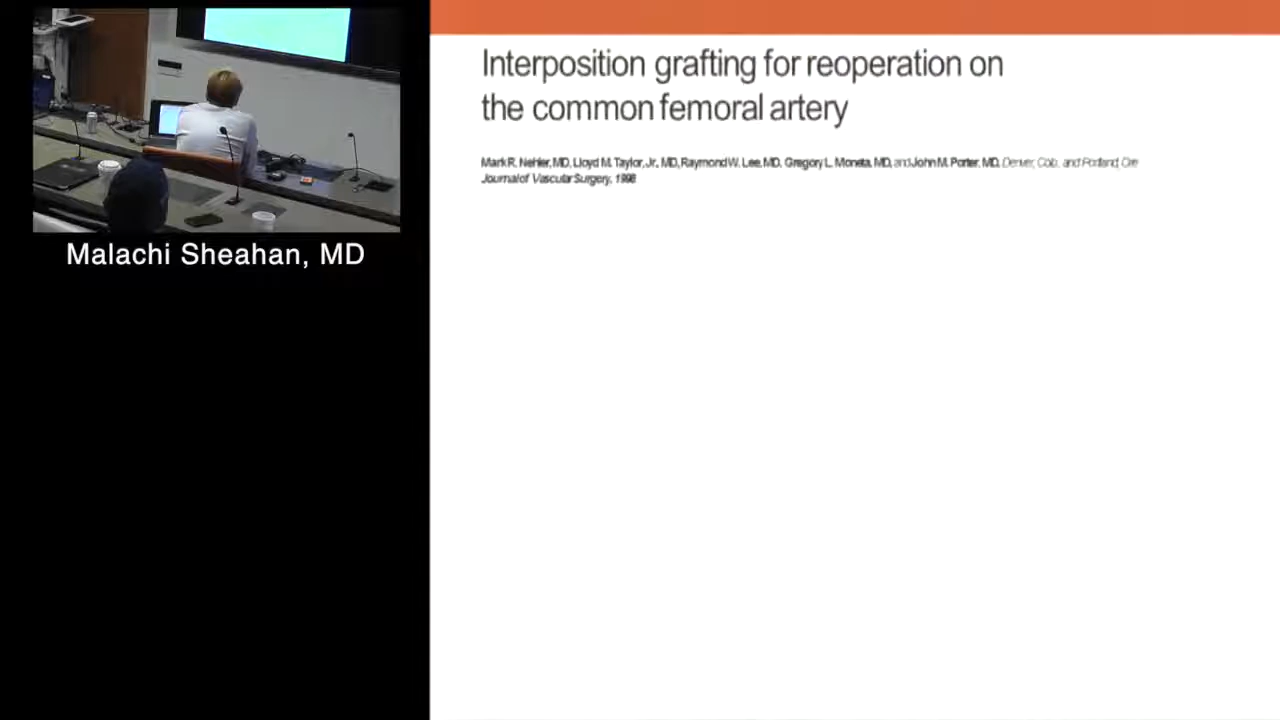 Malachi Sheahan, MD
Interposition grafting for reoperation on
the common femoral artery
Mark R. Nehler, MD, Lloyd M. Taylor, Jr., MD, Raymond W. Lee, MD, Gregory L. Moneta, MD, and John M. Porter, MD, Denver, Colo. and Portland, Ore
Journal of Vascular Surgery, 1998